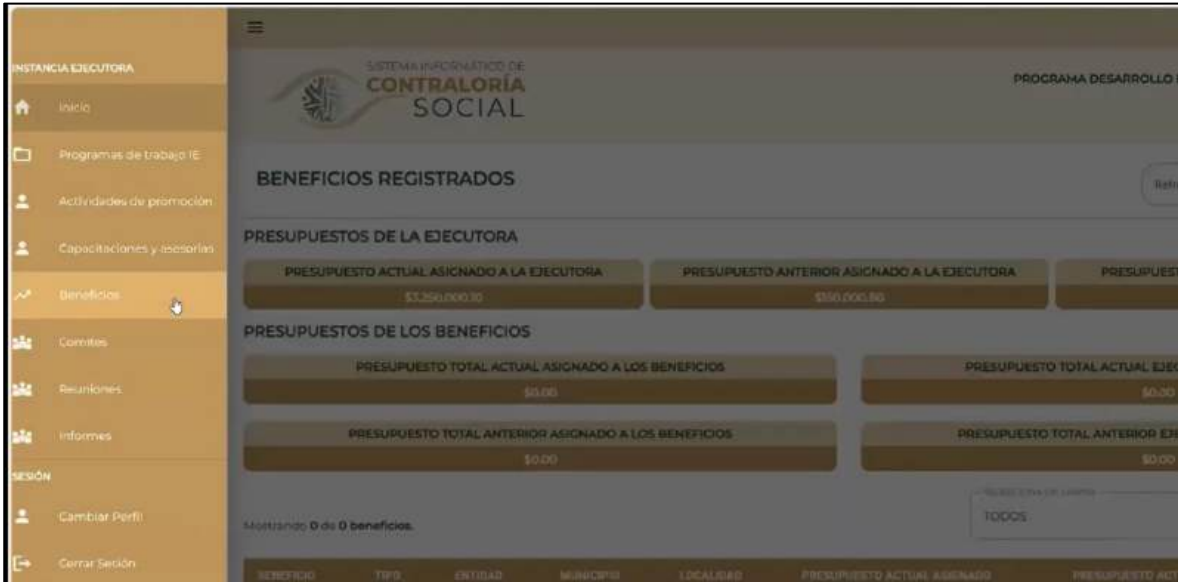 INSTANCIA EJECUTORA
Inicio
Programas de trabajo IE
Actividades de promoción
Capacitaciones y asesorías
Beneficios
Comites
Reuniones
Informes
SESIÓN
Cambiar Perfil
Cerrar Sesión
SISTEMA INFORMÁTICO DE
CONTRALORÍA
SOCIAL
PROGRAMA DESARROLLO
BENEFICIOS REGISTRADOS
PRESUPUESTOS DE LA EJECUTORA
PRESUPUESTO ACTUAL ASIGNADO A LA EJECUTORA
PRESUPUESTO ANTERIOR ASIGNADO A LA EJECUTORA
PRESUPUEST
PRESUPUESTOS DE LOS BENEFICIOS
PRESUPUESTO TOTAL ACTUAL ASIGNADO A LOS BENEFICIOS
PRESUPUESTO TOTAL ACTUAL EJEC
$0.00
$0.00
PRESUPUESTO TOTAL ANTERIOR ASIGNADO A LOS BENEFICIOS
PRESUPUESTO TOTAL ANTERIOR EJE
$0.00
$0.00
TODOS
Mostrando 0 de 0 beneficios.
BENEFICIO TIPO ENTIDAD MUNICIPIO LOCALIDAD PRESUPUESTO ACTUAL ASIGNADO PRESUPUESTO ACT